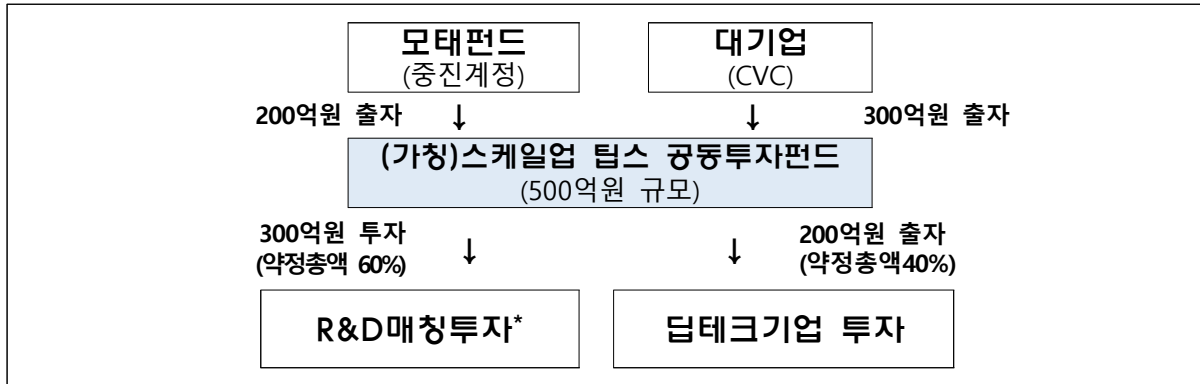 모태펀드
(중진계정)
대기업
(CVC)
200억원 출자
↓
↓
300억원 출자
(가칭)스케일업 팁스 공동투자펀드
(500억원 규모)
300억원 투자
(약정총액 60%)
↓
↓
200억원 출자
(약정총액40%)
R&D매칭투자*
딥테크기업 투자